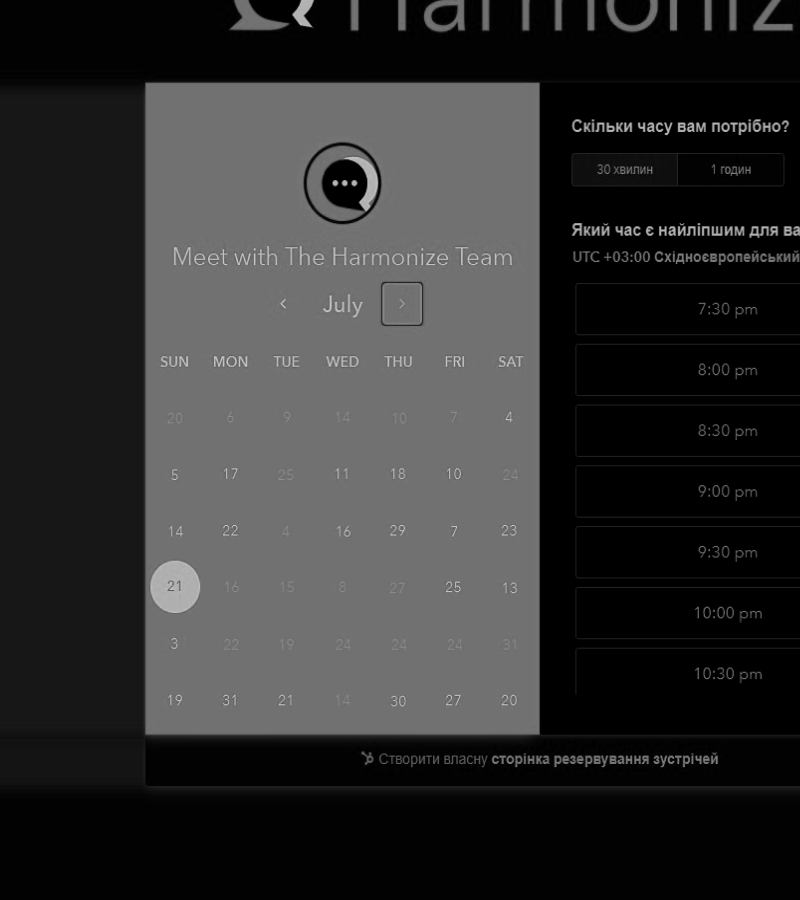 Harmoniz
Meet with The Harmonize Team
July
SUN MON TUE WED THU FRI SAT
20 6 9 14 10 7 4
5 17 25 11 18 10 24
14 22 4 16 29 7 23
21 16 15 8 27 25 13
3 22 19 24 24 24 31
19 31 21 14 30 27 20
Скільки часу вам потрібно?
30 хвилин 1 годин
Який час є найліпшим для ва
UTC +03:00 Східноєвропейський
7:30 pm
8:00 pm
8:30 pm
9:00 pm
9:30 pm
10:00 pm
10:30 pm
Створити власну сторінка резервування зустрічей